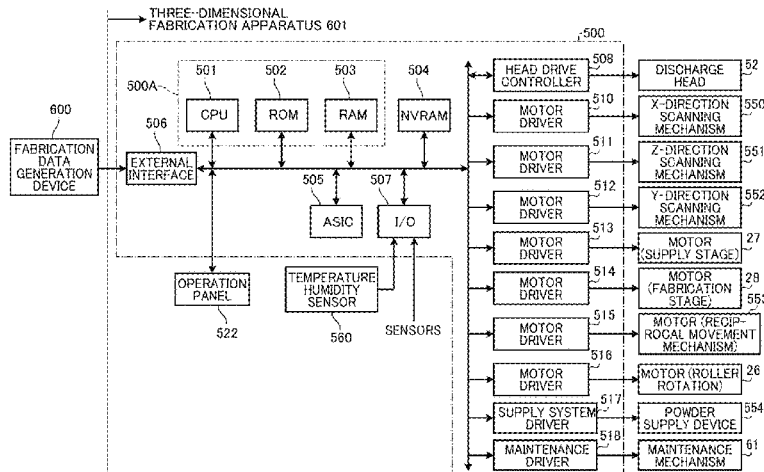 THREE-DIMENSIONAL
FABRICATION APPARATUS 601
500
500A
501
CPU
502
ROM
503
RAM
504
NVRAM
600
FABRICATION
DATA
GENERATION
DEVICE
506
EXTERNAL
INTERFACE
505
ASIC
507
I/O
OPERATION
PANEL
522
TEMPERATURE
HUMIDITY
SENSOR
560
SENSORS
508
HEAD DRIVE
CONTROLLER
52
DISCHARGE
HEAD
510
MOTOR
DRIVER
550
X-DIRECTION
SCANNING
MECHANISM
511
MOTOR
DRIVER
551
Z-DIRECTION
SCANNING
MECHANISM
512
MOTOR
DRIVER
552
Y-DIRECTION
SCANNING
MECHANISM
513
MOTOR
DRIVER
27
MOTOR
(SUPPLY STAGE)
514
MOTOR
DRIVER
28
MOTOR
(FABRICATION
STAGE)
515
MOTOR
DRIVER
553
MOTOR (RECIP-
ROCAL MOVEMENT
MECHANISM)
516
MOTOR
DRIVER
26
MOTOR (ROLLER
ROTATION)
517
SUPPLY SYSTEM
DRIVER
554
POWDER
SUPPLY DEVICE
518
MAINTENANCE
DRIVER
61
MAINTENANCE
MECHANISM